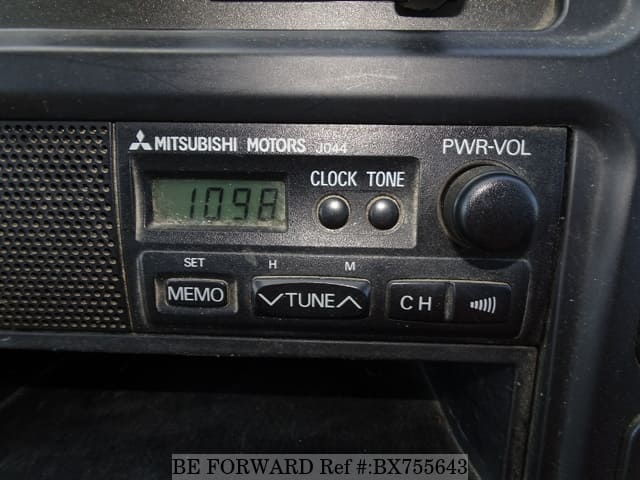 MITSUBISHI MOTORS J044
PWR-VOL
CLOCK TONE
1098
SET H M
MEMO TUNE CH
BE FORWARD Ref #:BX755643